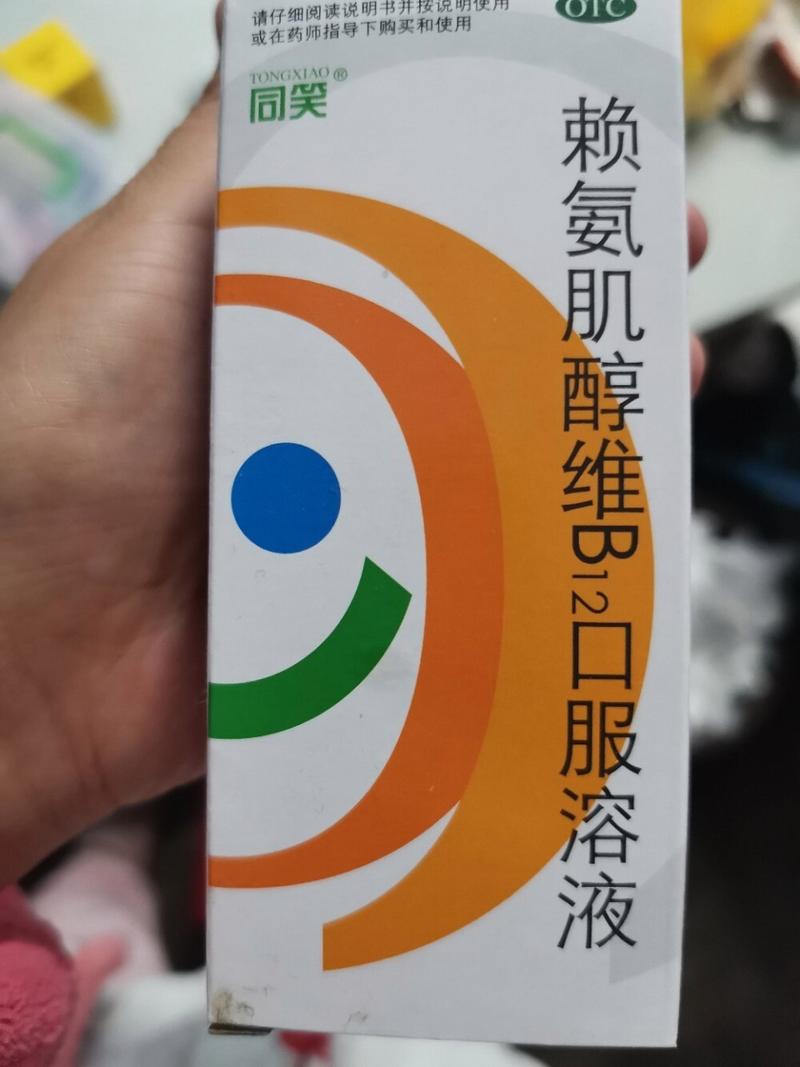 请仔细阅读说明书并按说明使用
或在药师指导下购买和使用
OTC
TONGXIAO®
同笑
赖氨肌醇维B12口服溶液